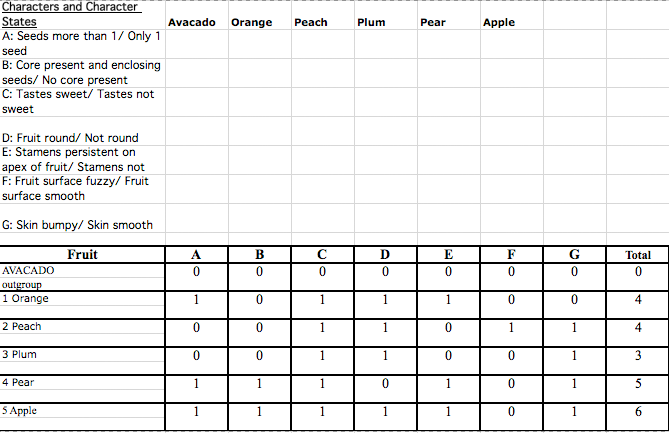 Characters and Character
States Avacado Orange Peach Plum Pear Apple
A: Seeds more than 1/ Only 1
seed
B: Core present and enclosing
seeds/ No core present
C: Tastes sweet/ Tastes not
sweet
D: Fruit round/ Not round
E: Stamens persistent on
apex of fruit/ Stamens not
F: Fruit surface fuzzy/ Fruit
surface smooth
G: Skin bumpy/ Skin smooth
Fruit A B C D E F G Total
AVACADO 0 0 0 0 0 0 0 0
outgroup
1 Orange 1 0 1 1 1 0 0 4
2 Peach 0 0 1 1 0 1 1 4
3 Plum 0 0 1 1 0 0 1 3
4 Pear 1 1 1 0 1 0 1 5
5 Apple 1 1 1 1 1 0 1 6